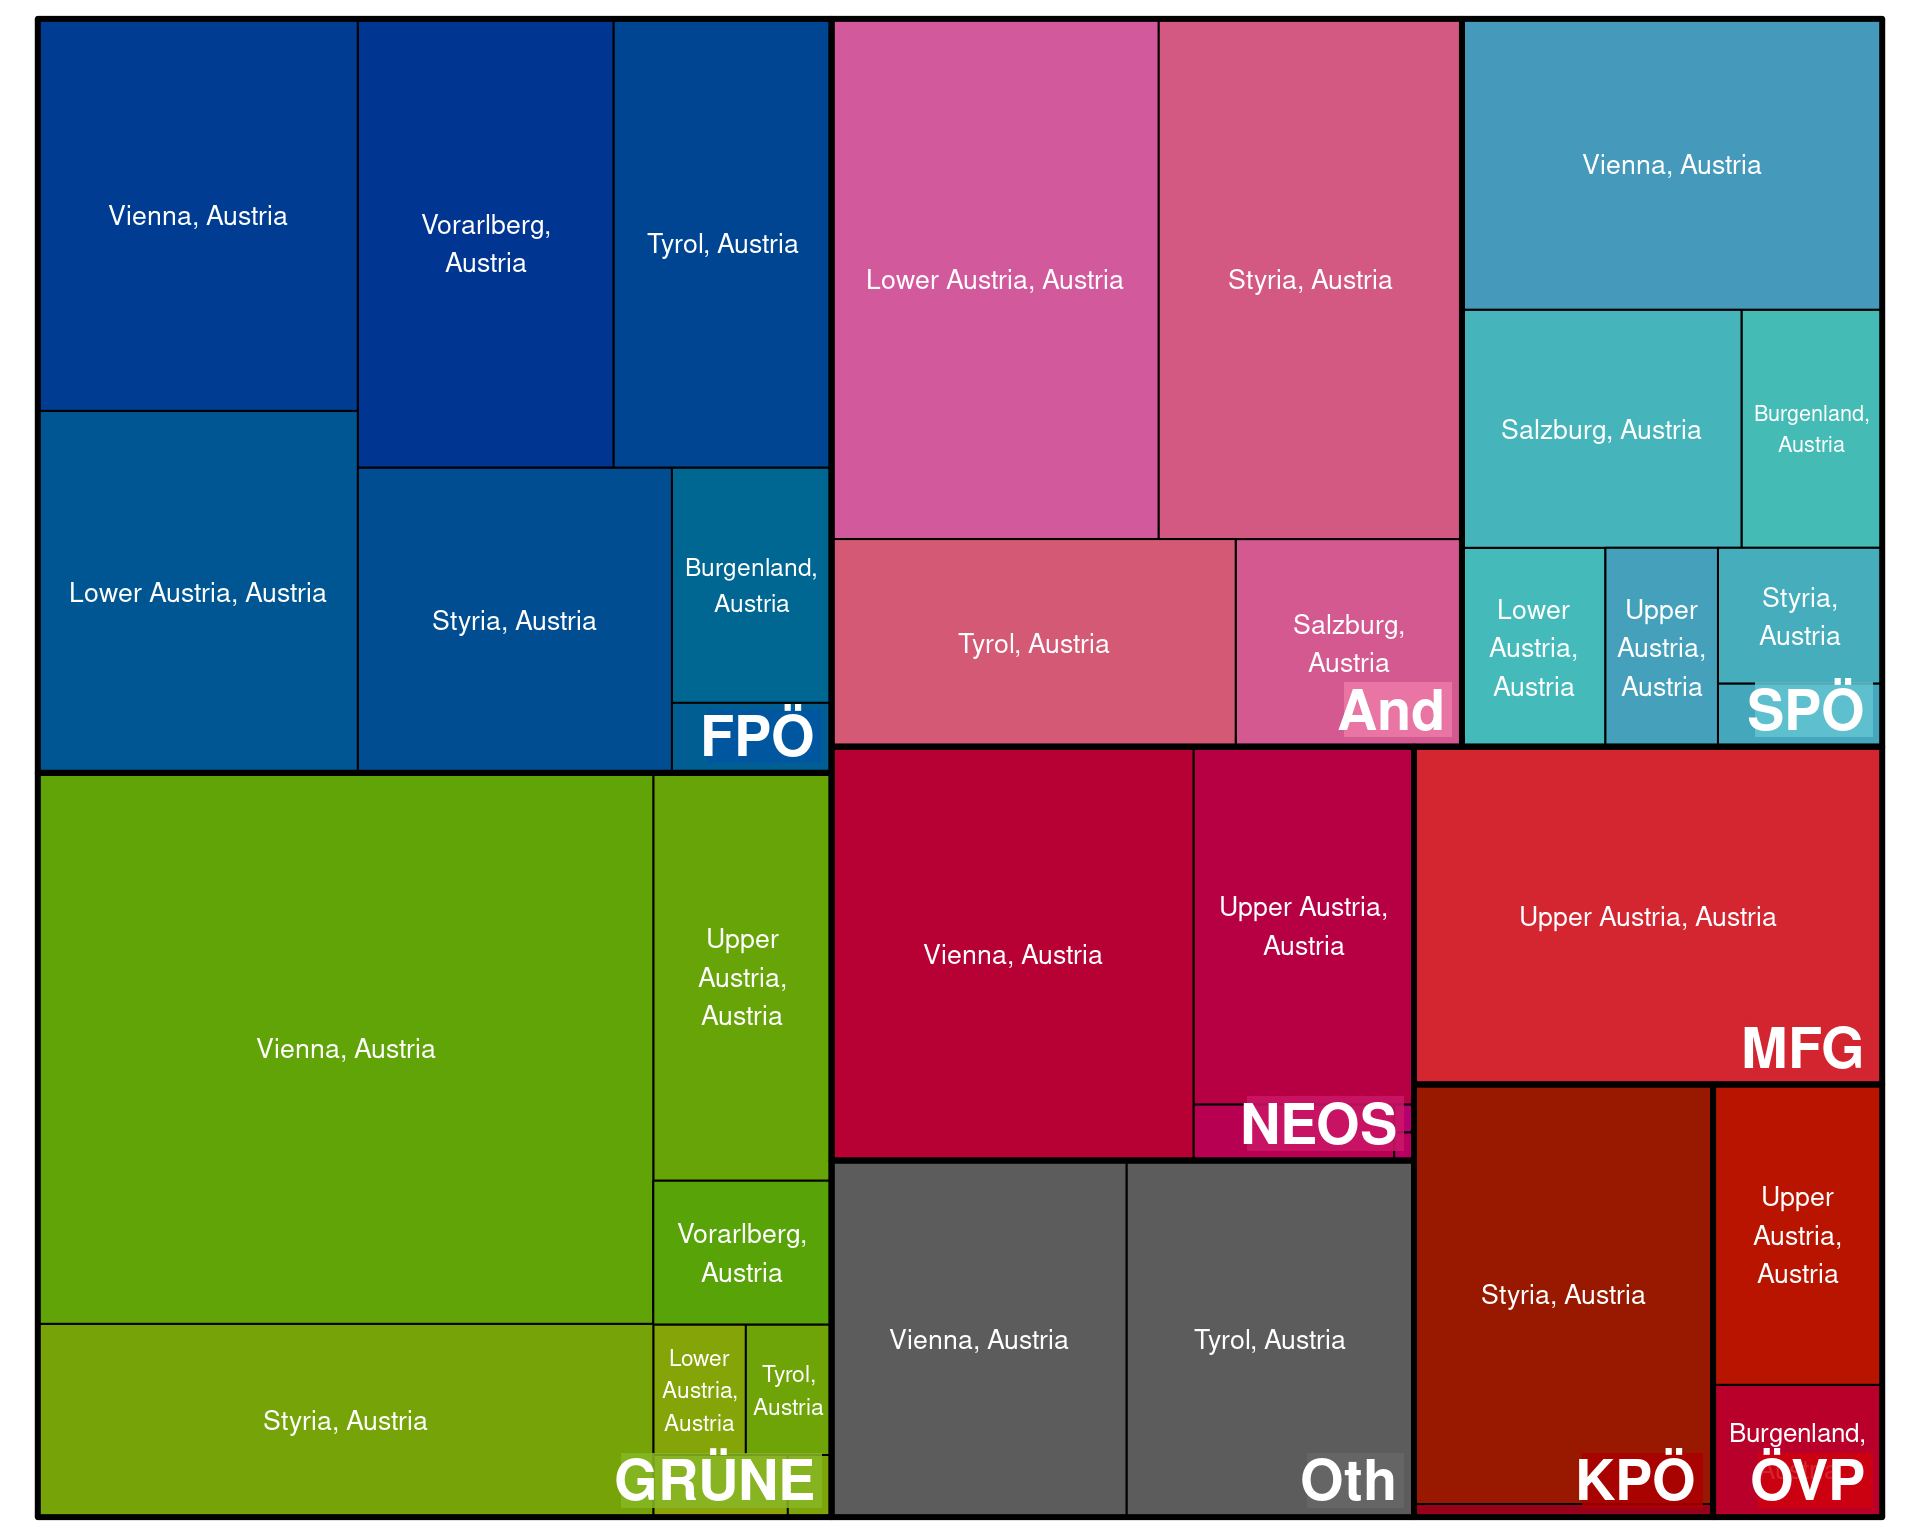 Vienna, Austria
Vorarlberg,
Austria
Tyrol, Austria
Lower Austria, Austria
Styria, Austria
Burgenland,
Austria
FPÖ
Lower Austria, Austria
Styria, Austria
Tyrol, Austria
Salzburg,
Austria
And
Vienna, Austria
Salzburg, Austria
Burgenland,
Austria
Lower
Austria,
Austria
Upper
Austria,
Austria
Styria,
Austria
SPÖ
Vienna, Austria
Upper
Austria,
Austria
Vorarlberg,
Austria
Styria, Austria
Lower
Austria,
Austria
Tyrol,
Austria
GRÜNE
Vienna, Austria
Upper Austria,
Austria
NEOS
Upper Austria, Austria
MFG
Vienna, Austria
Tyrol, Austria
Oth
Styria, Austria
KPÖ
Upper
Austria,
Austria
Burgenland,
ÖVP